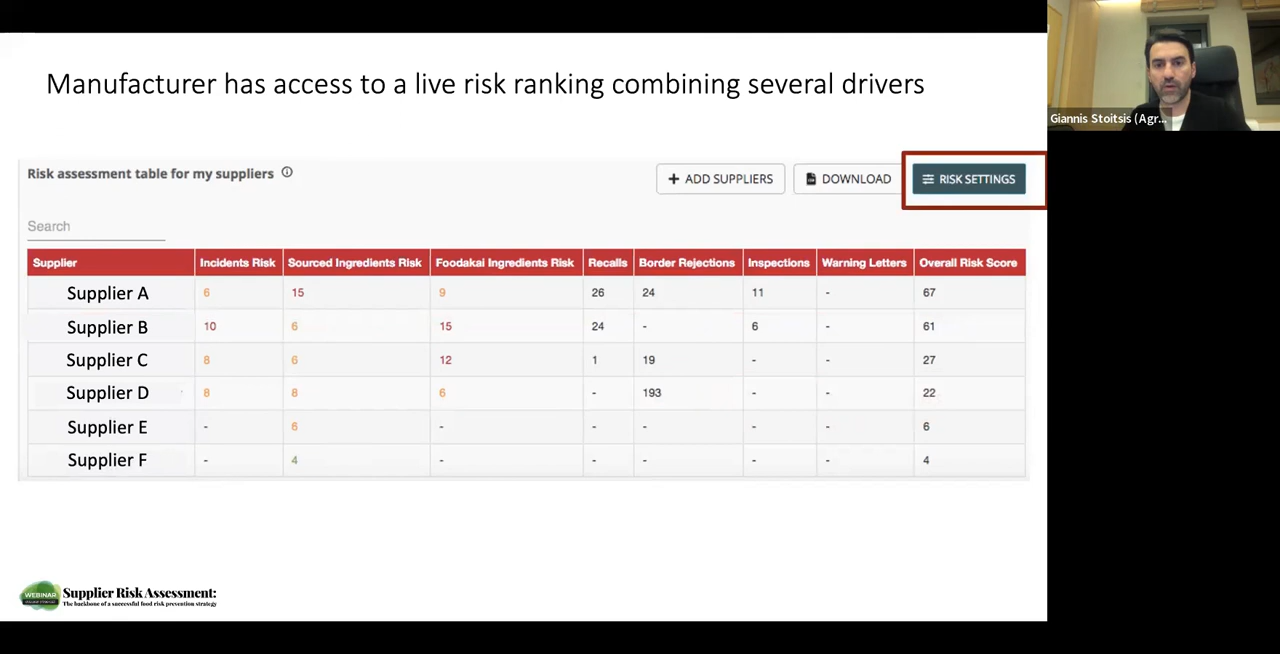 Manufacturer has access to a live risk ranking combining several drivers
Giannis Stoitsis (Agr...
Risk assessment table for my suppliers
ADD SUPPLIERS
DOWNLOAD
RISK SETTINGS
Search
Supplier Incidents Risk Sourced Ingredients Risk Foodakai Ingredients Risk Recalls Border Rejections Inspections Warning Letters Overall Risk Score
Supplier A 6 15 9 26 24 11 - 67
Supplier B 10 6 15 24 - 6 - 61
Supplier C 8 6 12 1 19 - - 27
Supplier D 8 8 6 - 193 - - 22
Supplier E - 6 - - - - - 6
Supplier F - 4 - - - - - 4
WEBINAR
Supplier Risk Assessment:
The backbone of a successful food risk prevention strategy